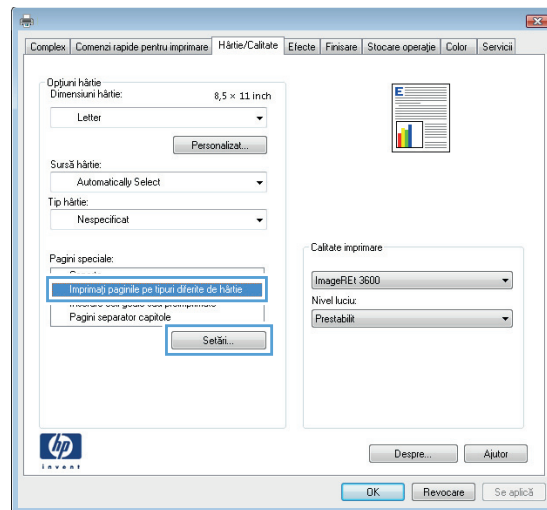 Complex
Comenzi rapide pentru imprimare
Hârtie/Calitate
Efecte
Finisare
Stocare operaţie
Color
Servicii
Opţiuni hârtie
Dimensiuni hârtie:
8,5 × 11 inch
Letter
Personalizat...
Sursă hârtie:
Automatically Select
Tip hârtie:
Nespecificat
Pagini speciale:
Imprimaţi paginile pe tipuri diferite de hârtie
Pagini separator capitole
Setări...
E
Calitate imprimare
ImageREt 3600
Nivel luciu:
Prestabilit
hp
invent
Despre...
Ajutor
OK
Revocare
Se aplică